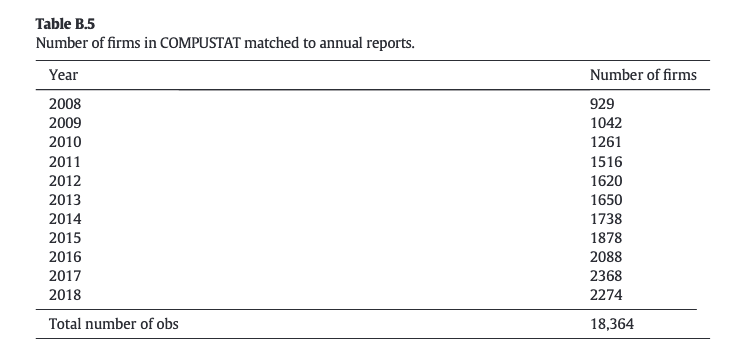 Table B.5
Number of firms in COMPUSTAT matched to annual reports.
Year Number of firms
2008 929
2009 1042
2010 1261
2011 1516
2012 1620
2013 1650
2014 1738
2015 1878
2016 2088
2017 2368
2018 2274
Total number of obs 18,364